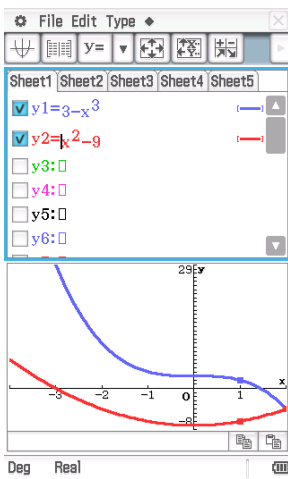 File Edit Type ◆
Y=
Sheet1 Sheet2 Sheet3 Sheet4 Sheet5
y1=3−x³
y2=x²−9
y3:▯
y4:▯
y5:▯
y6:▯
29 y
x
-3 -2 -1 0 1
-8
Deg Real